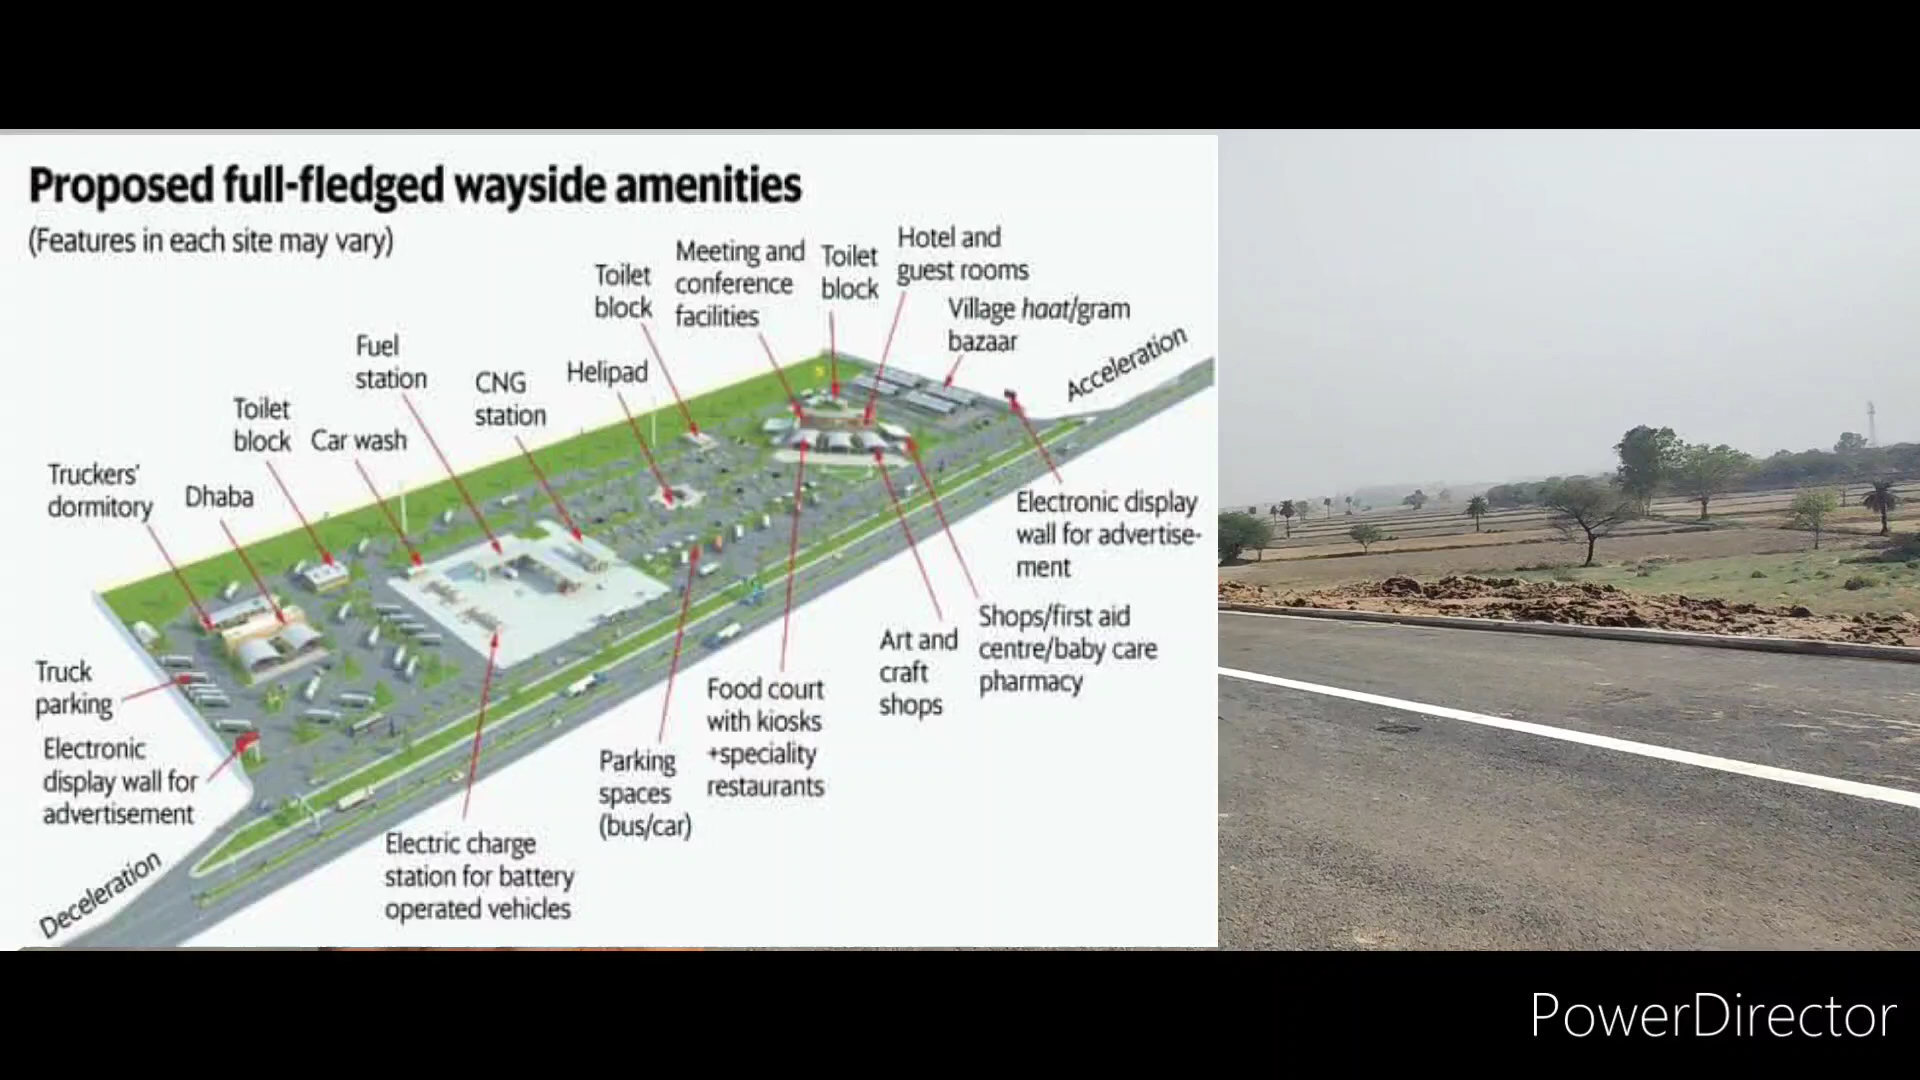 Proposed full-fledged wayside amenities
(Features in each site may vary)
Hotel and
guest rooms
Meeting and
conference
facilities
Toilet
block
Toilet
block
Village haat/gram
bazaar
Acceleration
Fuel
station
CNG
station
Helipad
Toilet
block
Car wash
Truckers'
dormitory
Dhaba
Electronic display
wall for advertise-
ment
Shops/first aid
centre/baby care
pharmacy
Art and
craft
shops
Truck
parking
Food court
with kiosks
+speciality
restaurants
Electronic
display wall for
advertisement
Parking
spaces
(bus/car)
Electric charge
station for battery
operated vehicles
Deceleration
PowerDirector